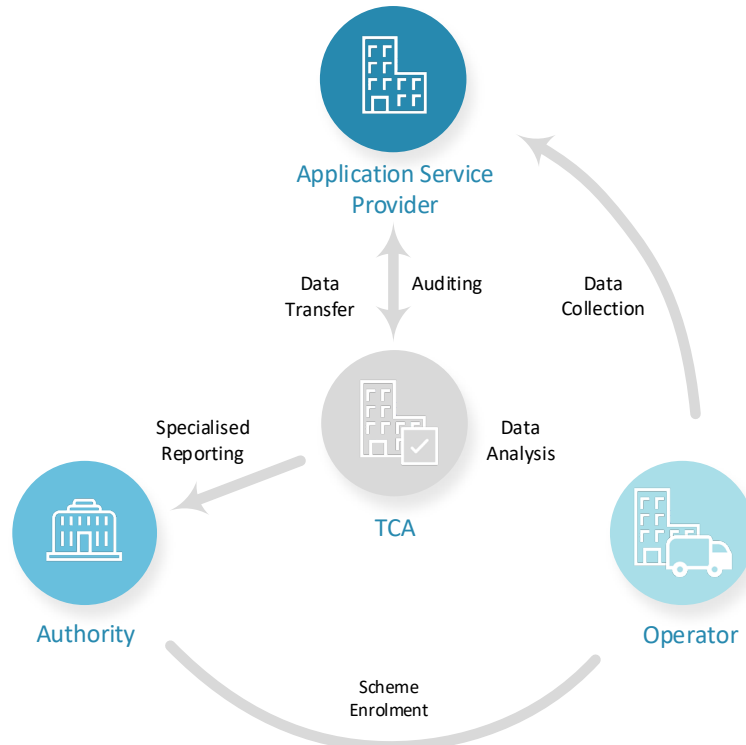 Application Service
Provider
Data
Transfer
Auditing
Data
Collection
Specialised
Reporting
Data
Analysis
TCA
Authority
Operator
Scheme
Enrolment